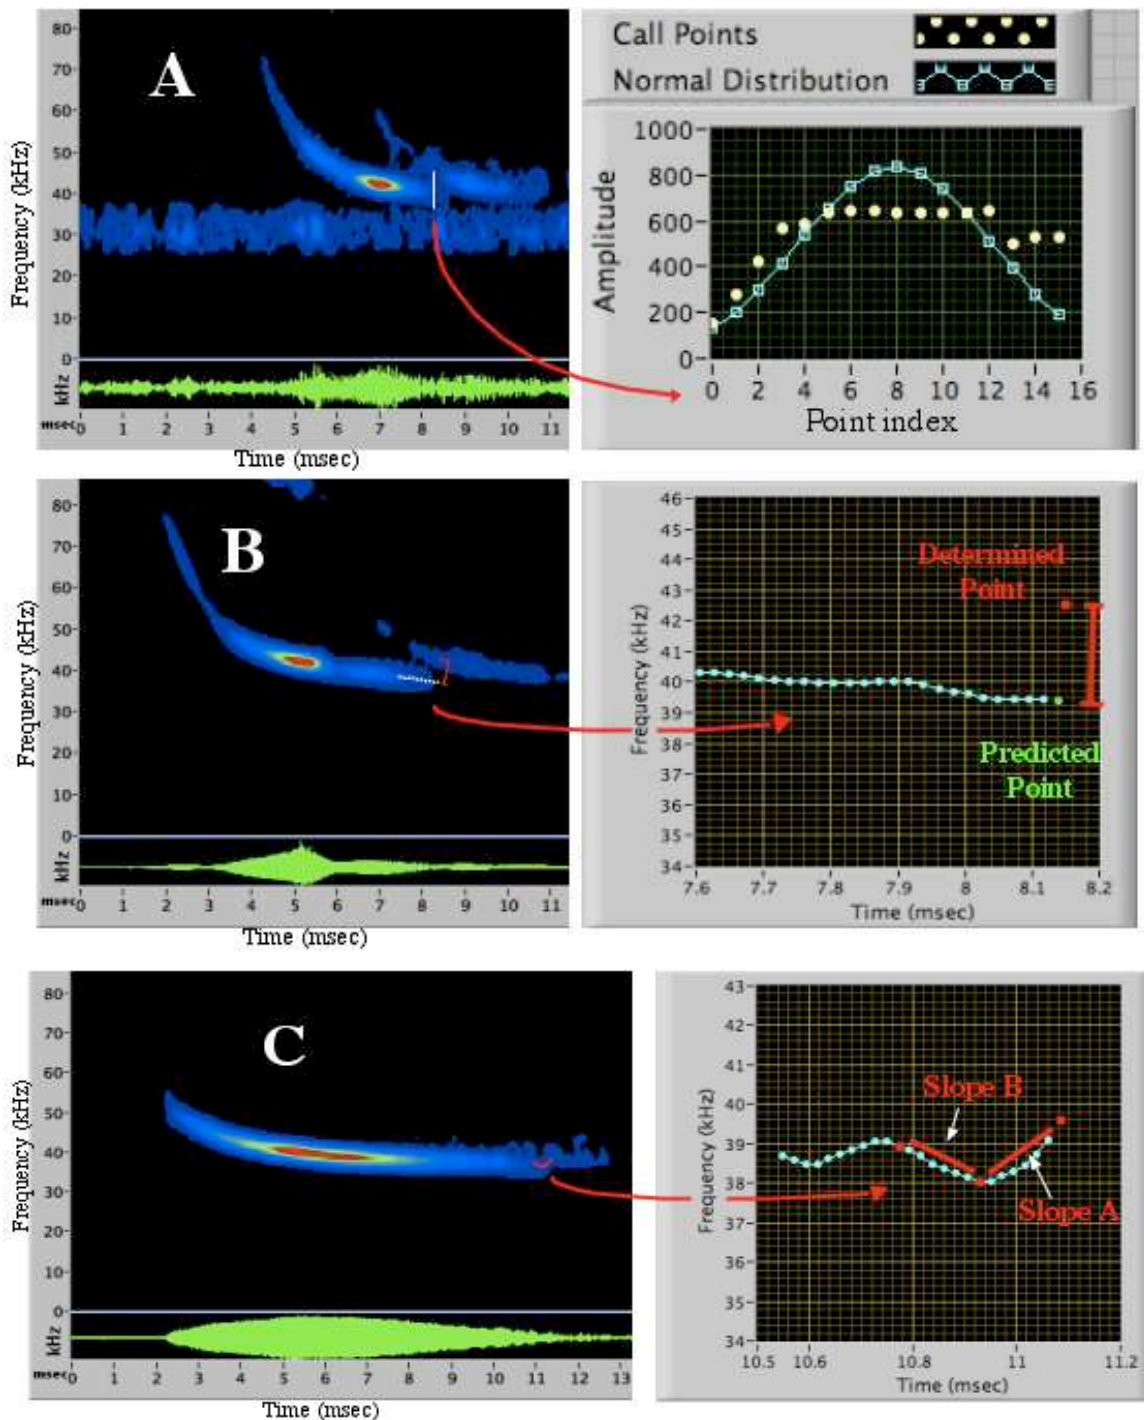 A
80-
70-
60-
50-
40-
30-
20-
10-
0-
Frequency (kHz)
kHz
msec
0 1 2 3 4 5 6 7 8 9 10 11
Time (msec)
Call Points
Normal Distribution
1000-
800-
600-
400-
200-
0-
Amplitude
0 2 4 6 8 10 12 14 16
Point index
B
80-
70-
60-
50-
40-
30-
20-
10-
0-
Frequency (kHz)
kHz
msec
0 1 2 3 4 5 6 7 8 9 10 11
Time (msec)
46-
45-
44-
43-
42-
41-
40-
39-
38-
37-
36-
35-
34-
Frequency (kHz)
Determined
Point
Predicted
Point
7.6 7.7 7.8 7.9 8 8.1 8.2
Time (msec)
C
80-
70-
60-
50-
40-
30-
20-
10-
0-
Frequency (kHz)
kHz
msec
0 1 2 3 4 5 6 7 8 9 10 11 12 13
Time (msec)
43-
42-
41-
40-
39-
38-
37-
36-
35-
34-
Frequency (kHz)
Slope B
Slope A
10.5 10.6 10.8 11 11.2
Time (msec)